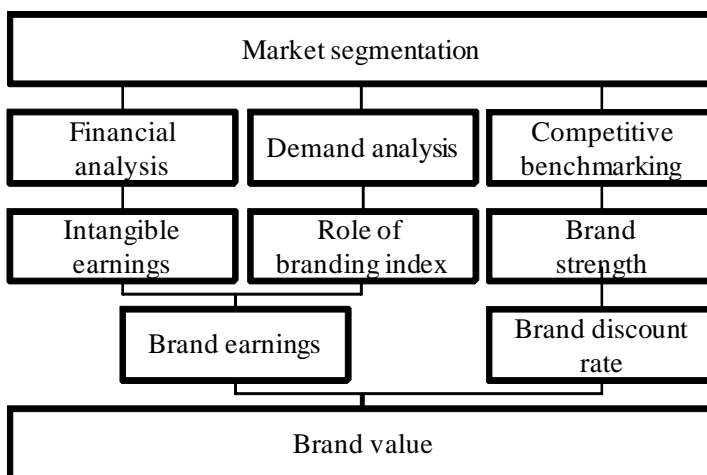 Market segmentation
Financial
analysis
Demand analysis
Competitive
benchmarking
Intangible
earnings
Role of
branding index
Brand
strength
Brand earnings
Brand discount
rate
Brand value